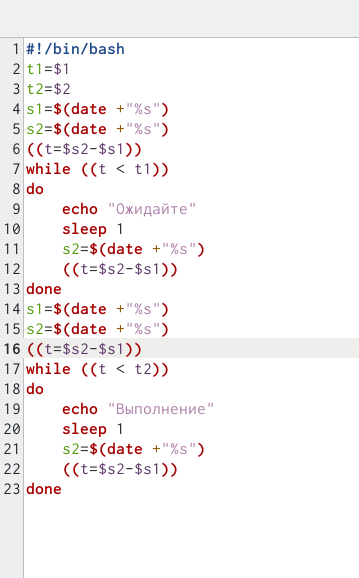 1 #!/bin/bash
2 t1=$1
3 t2=$2
4 s1=$(date +"%s")
5 s2=$(date +"%s")
6 ((t=$s2-$s1))
7 while ((t < t1))
8 do
9     echo "Ожидайте"
10     sleep 1
11     s2=$(date +"%s")
12     ((t=$s2-$s1))
13 done
14 s1=$(date +"%s")
15 s2=$(date +"%s")
16 ((t=$s2-$s1))
17 while ((t < t2))
18 do
19     echo "Выполнение"
20     sleep 1
21     s2=$(date +"%s")
22     ((t=$s2-$s1))
23 done